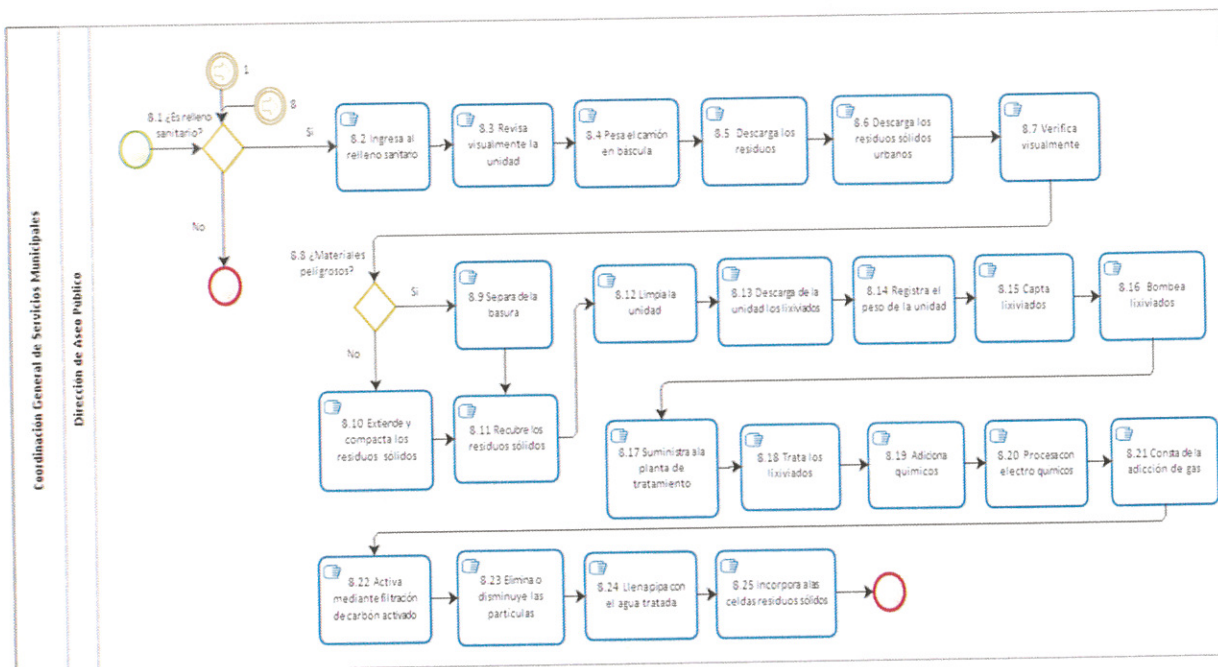 Coordinación General de Servicios Municipales
Dirección de Aseo Público
1
8
8.1 ¿Es relleno
sanitario?
Si
No
8.2 Ingresa al
relleno sanitaro
8.3 Revisa
visualmente la
unidad
8.4 Pesa el camión
en báscula
8.5 Descarga los
residuos
8.6 Descarga los
residuos sólidos
urbanos
8.7 Verifica
visualmente
8.8 ¿Materiales
peligrosos?
Si
No
8.9 Separa de la
basura
8.10 Extiende y
compacta los
residuos sólidos
8.11 Recubre los
residuos sólidos
8.12 Limpia la
unidad
8.13 Descarga de la
unidad los lixiviados
8.14 Registra el
peso de la unidad
8.15 Capta
lixiviados
8.16 Bombea
lixiviados
8.17 Suministra a la
planta de
tratamiento
8.18 Trata los
lixiviados
8.19 Adiciona
quimicos
8.20 Procesa con
electro qumicos
8.21 Consta de la
adicción de gas
8.22 Activa
mediante filtración
de carbón activado
8.23 Elimina o
disminuye las
particulas
8.24 Llena pipa con
el agua tratada
8.25 Incorpora a las
celdas residuos sólidos